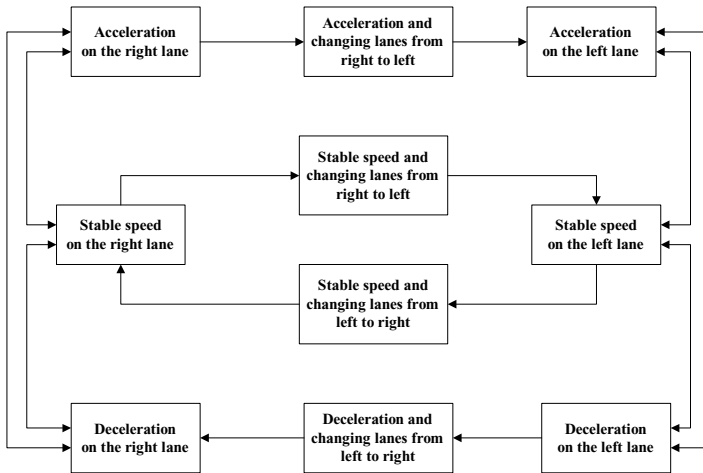 Acceleration
on the right lane
Acceleration and
changing lanes from
right to left
Acceleration
on the left lane
Stable speed and
changing lanes from
right to left
Stable speed
on the right lane
Stable speed
on the left lane
Stable speed and
changing lanes from
left to right
Deceleration
on the right lane
Deceleration and
changing lanes from
left to right
Deceleration
on the left lane